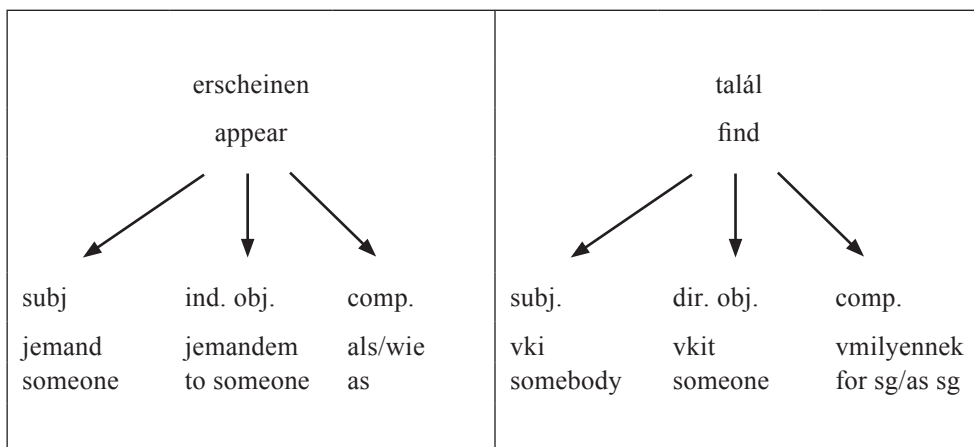 erscheinen
appear
subj ind. obj. comp.
jemand jemandem als/wie
someone to someone as
talál
find
subj. dir. obj. comp.
vki vkit vmilyennek
somebody someone for sg/as sg